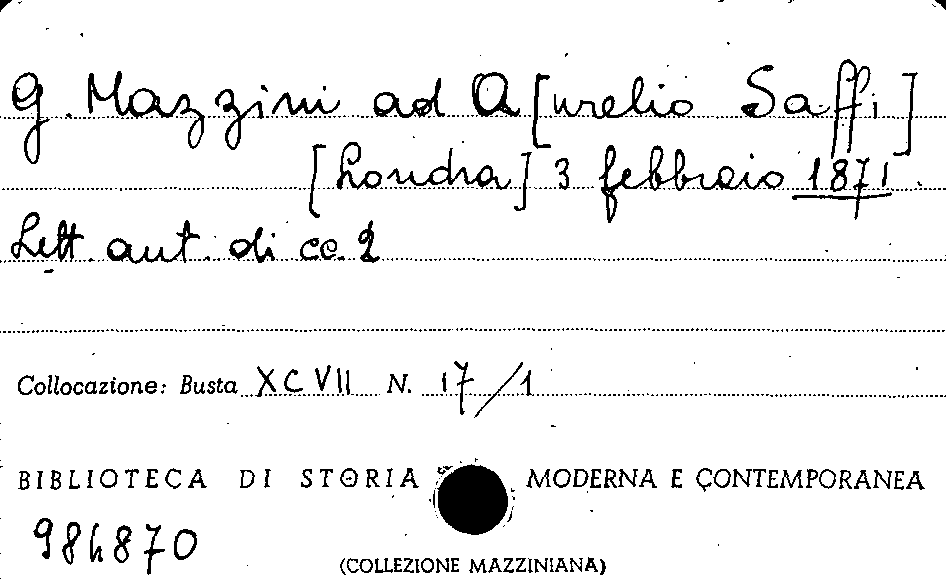 G. Mazzini ad A[urelio Saffi]
[Londra] 3 febbraio 1871.
Lett. aut. di cc. 2
Collocazione: Busta XCVII N. 17/1
BIBLIOTECA DI STORIA MODERNA E CONTEMPORANEA
984870
(COLLEZIONE MAZZINIANA)